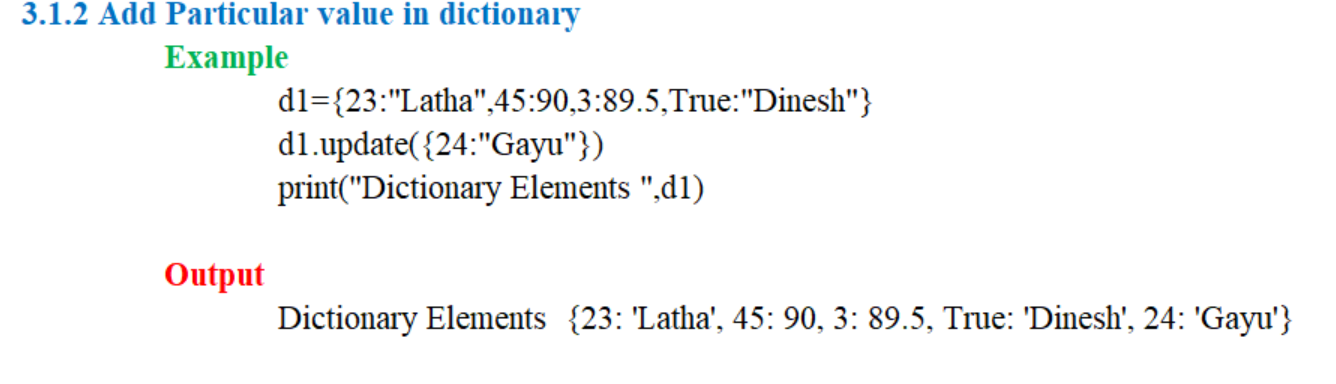 3.1.2 Add Particular value in dictionary
Example
d1={23:"Latha",45:90,3:89.5,True:"Dinesh"}
d1.update({24:"Gayu"})
print("Dictionary Elements ",d1)
Output
Dictionary Elements  {23: 'Latha', 45: 90, 3: 89.5, True: 'Dinesh', 24: 'Gayu'}